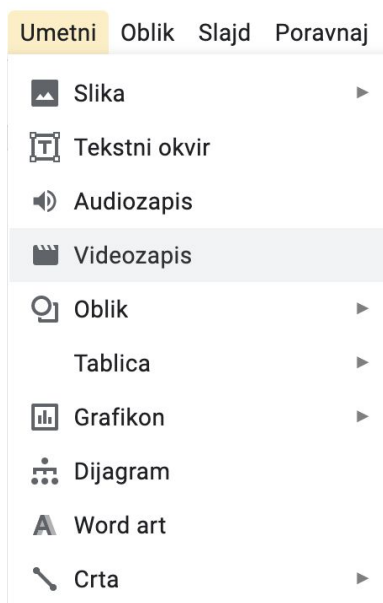 Umetni Oblik Slajd Poravnaj
Slika
Tekstni okvir
Audiozapis
Videozapis
Oblik
Tablica
Grafikon
Dijagram
Word art
Crta